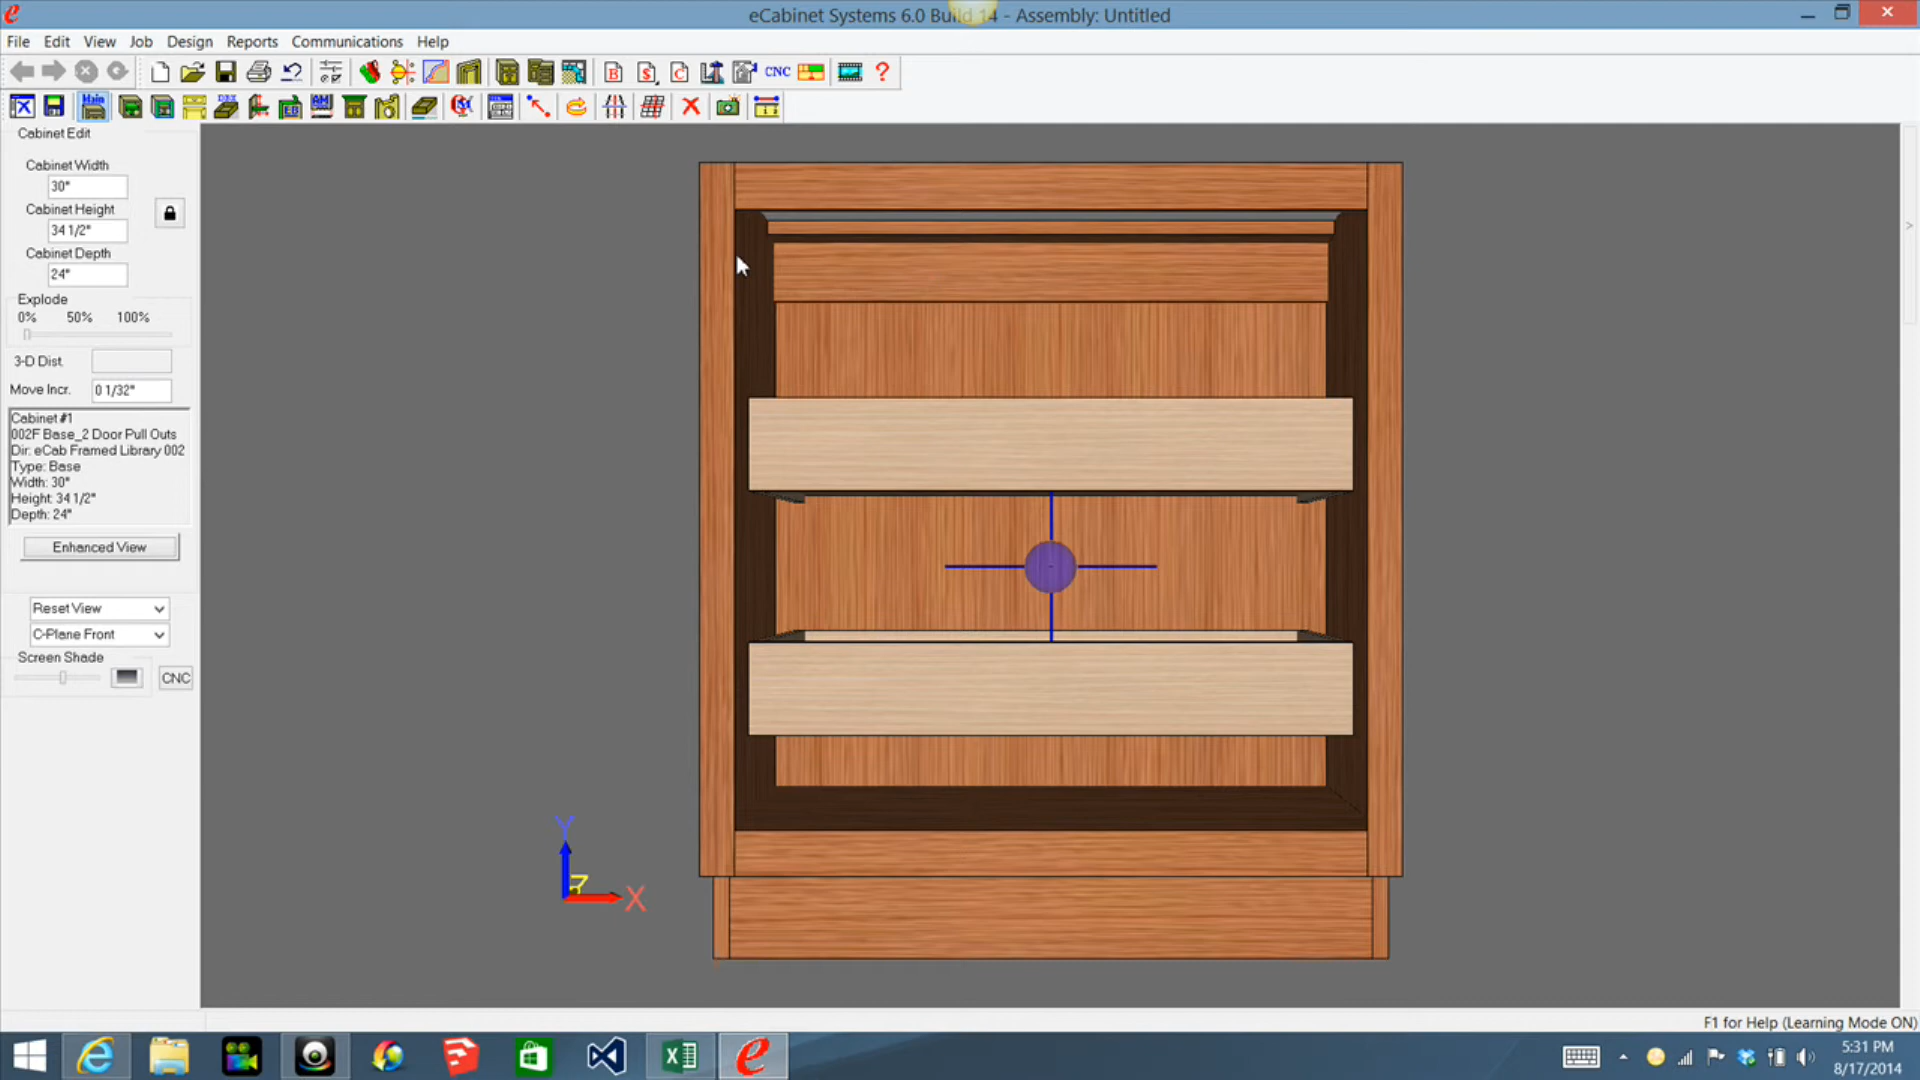 eCabinet Systems 6.0 Build 14 - Assembly: Untitled
File Edit View Job Design Reports Communications Help
B $ C CNC ?
Main
Cabinet Edit
Cabinet Width
30"
Cabinet Height
34 1/2"
Cabinet Depth
24"
Explode
0% 50% 100%
3-D Dist.
Move Incr. 0 1/32"
Cabinet #1
002F Base_2 Door Pull Outs
Dir: eCab Framed Library 002
Type: Base
Width: 30"
Height: 34 1/2"
Depth: 24"
Enhanced View
Reset View
C-Plane Front
Screen Shade
CNC
Y
Z
X
F1 for Help (Learning Mode ON)
5:31 PM
8/17/2014